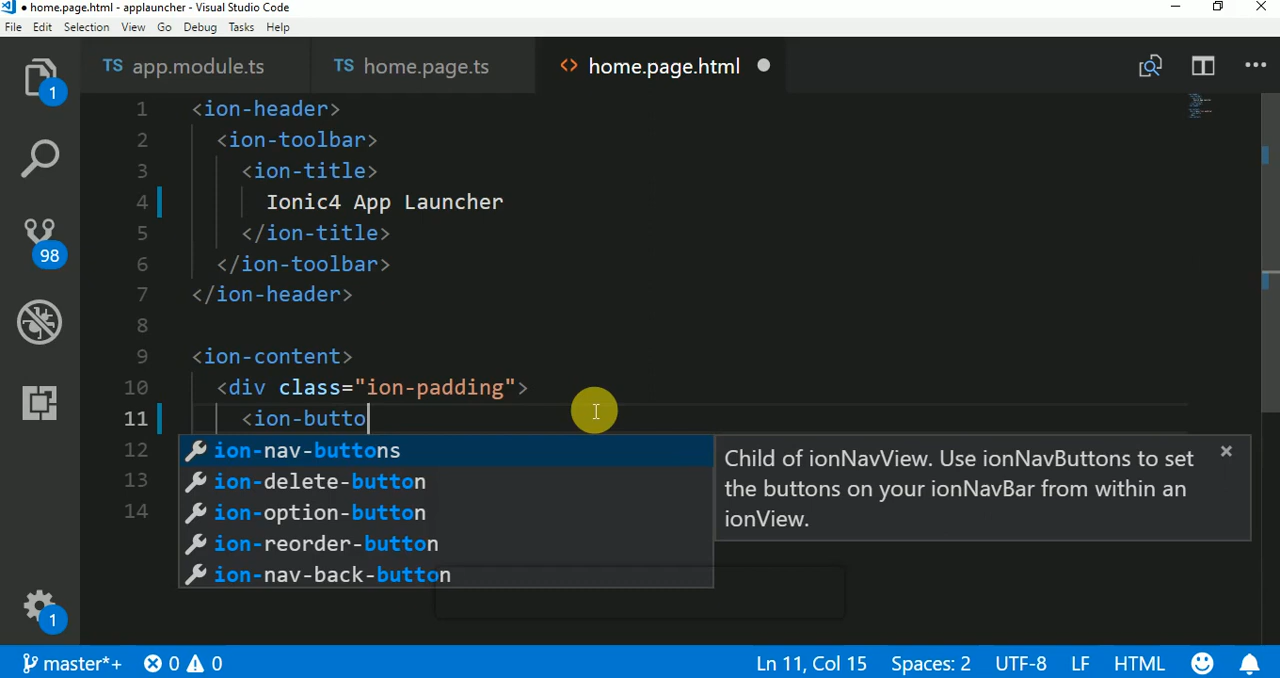 ● home.page.html - applauncher - Visual Studio Code
File Edit Selection View Go Debug Tasks Help
TS app.module.ts TS home.page.ts <> home.page.html
1
98
1
1 <ion-header>
2 <ion-toolbar>
3 <ion-title>
4 Ionic4 App Launcher
5 </ion-title>
6 </ion-toolbar>
7 </ion-header>
8
9 <ion-content>
10 <div class="ion-padding">
11 <ion-butto
12
13
14
ion-nav-buttons
ion-delete-button
ion-option-button
ion-reorder-button
ion-nav-back-button
Child of ionNavView. Use ionNavButtons to set
the buttons on your ionNavBar from within an
ionView.
master*+ 0 0 Ln 11, Col 15 Spaces: 2 UTF-8 LF HTML